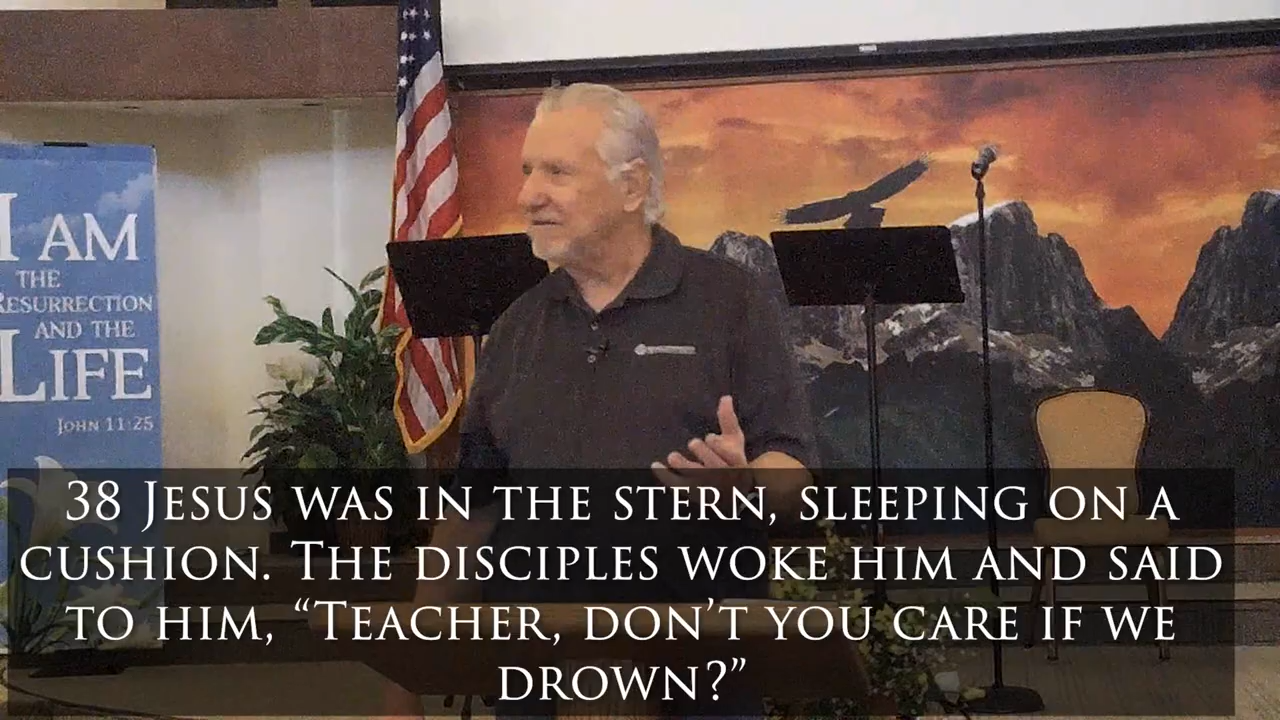 I AM
THE
RESURRECTION
AND THE
LIFE
JOHN 11:25
38 JESUS WAS IN THE STERN, SLEEPING ON A
CUSHION. THE DISCIPLES WOKE HIM AND SAID
TO HIM, “TEACHER, DON’T YOU CARE IF WE
DROWN?”